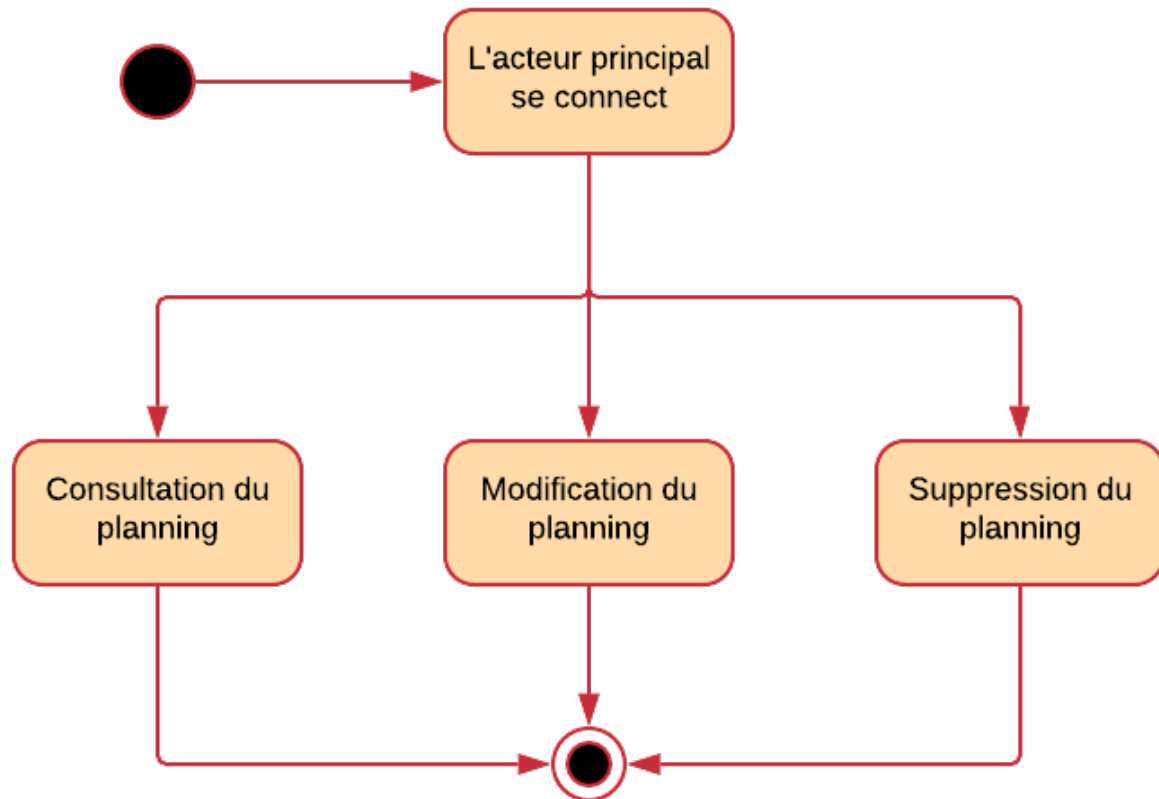 L'acteur principal
se connect
Consultation du
planning
Modification du
planning
Suppression du
planning